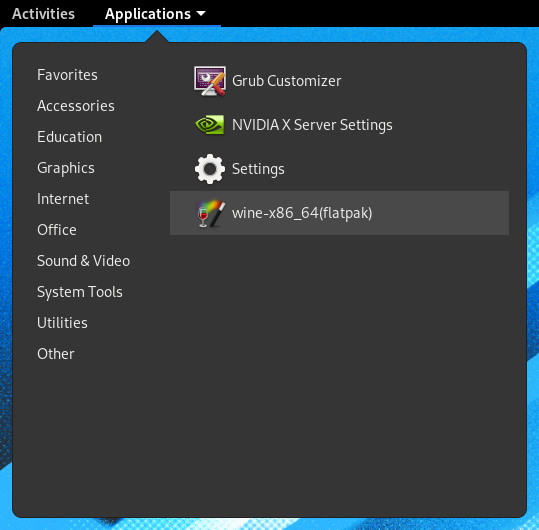 Activities
Applications
Favorites
Accessories
Education
Graphics
Internet
Office
Sound & Video
System Tools
Utilities
Other
Grub Customizer
NVIDIA X Server Settings
Settings
wine-x86_64(flatpak)